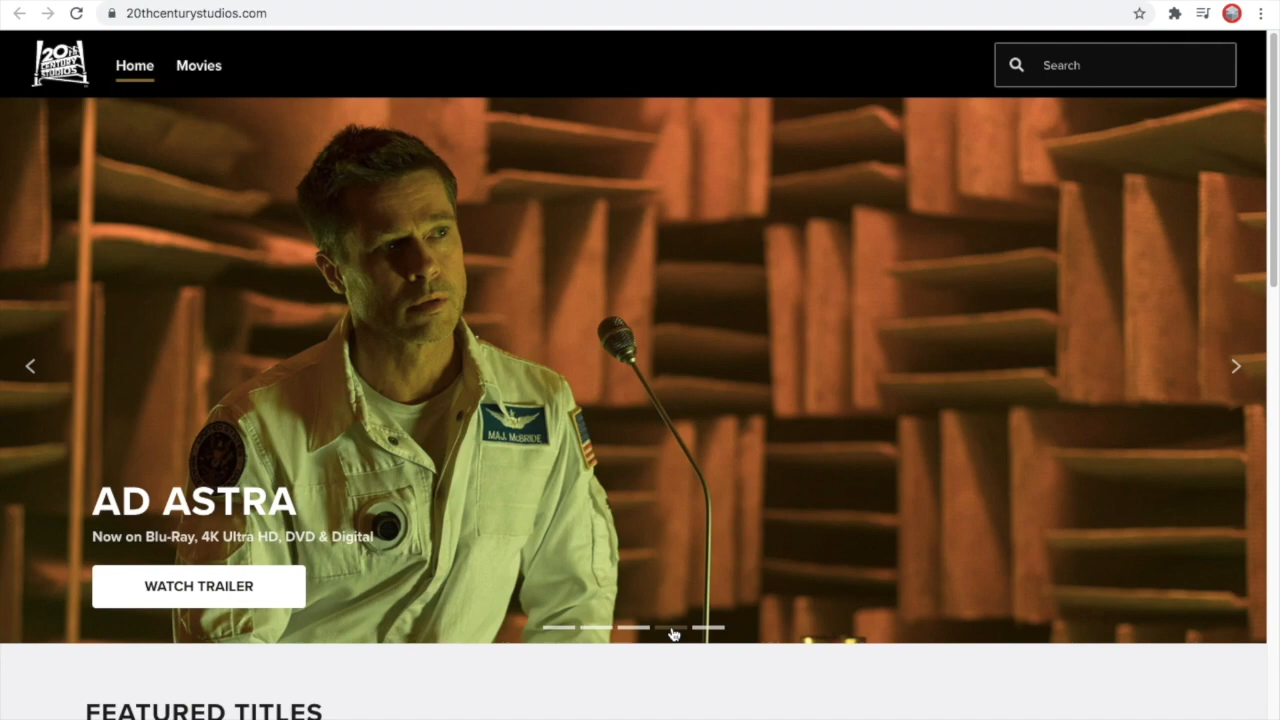 20thcenturystudios.com
20th
CENTURY
STUDIOS
Home
Movies
Search
MAJ. McBRIDE
AD ASTRA
Now on Blu-Ray, 4K Ultra HD, DVD & Digital
WATCH TRAILER
FEATURED TITLES